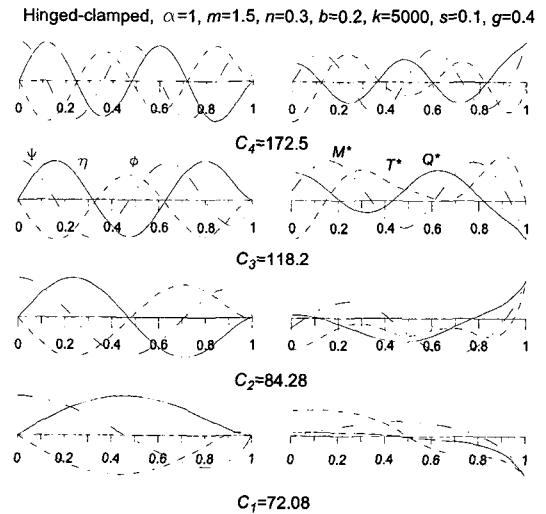 Hinged-clamped, α=1, m=1.5, n=0.3, b=0.2, k=5000, s=0.1, g=0.4
0 0.2 0.4 0.6 0.8 1 0 0.2 0.4 0.6 0.8 1
C4=172.5
Ψ η ϕ M* T* Q*
0 0.2 0.4 0.6 0.8 1 0 0.2 0.4 0.6 0.8 1
C3=118.2
0 0.2 0.4 0.6 0.8 1 0 0.2 0.4 0.6 0.8 1
C2=84.28
0 0.2 0.4 0.6 0.8 1 0 0.2 0.4 0.6 0.8 1
C1=72.08